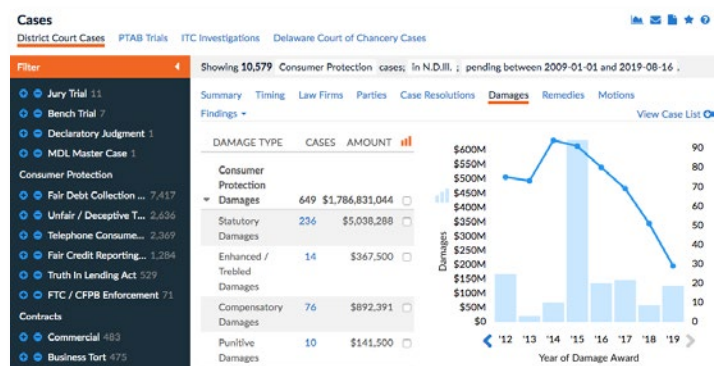 Cases
District Court Cases PTAB Trials ITC Investigations Delaware Court of Chancery Cases
Filter
Jury Trial 11
Bench Trial 7
Declaratory Judgment 1
MDL Master Case 1
Consumer Protection
Fair Debt Collection ... 7,417
Unfair / Deceptive T... 2,636
Telephone Consume... 2,369
Fair Credit Reporting... 1,284
Truth In Lending Act 529
FTC / CFPB Enforcement 71
Contracts
Commercial 483
Business Tort 475
Showing 10,579 Consumer Protection cases; in N.D.Ill. ; pending between 2009-01-01 and 2019-08-16 .
Summary Timing Law Firms Parties Case Resolutions Damages Remedies Motions
Findings
View Case List
DAMAGE TYPE CASES AMOUNT
Consumer
Protection
Damages 649 $1,786,831,044
Statutory 236 $5,038,288
Damages
Enhanced / 14 $367,500
Trebled
Damages
Compensatory 76 $892,391
Damages
Punitive 10 $141,500
Damages
Damages
$600M
$550M
$500M
$450M
$400M
$350M
$300M
$250M
$200M
$150M
$100M
$50M
$0
90
80
70
60
50
40
30
20
10
0
'12 '13 '14 '15 '16 '17 '18 '19
Year of Damage Award